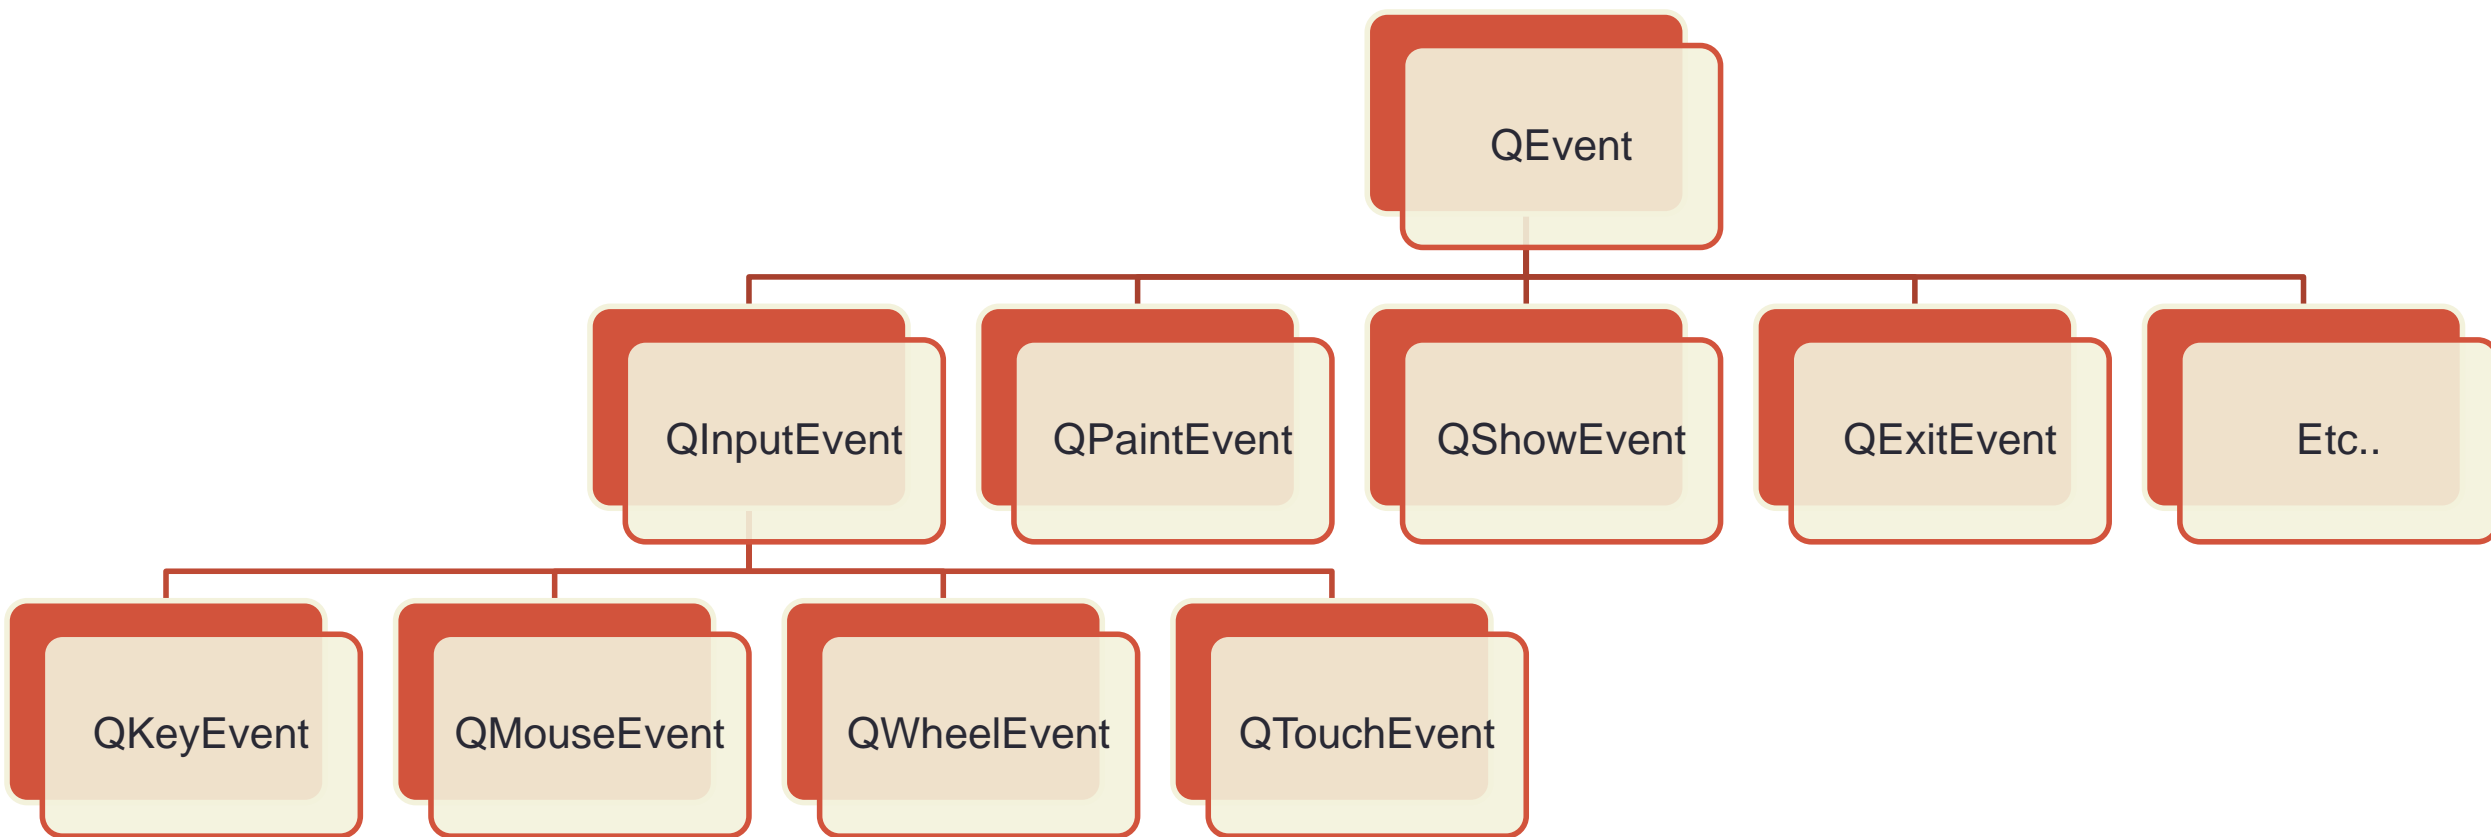 QEvent
QInputEvent
QPaintEvent
QShowEvent
QExitEvent
Etc..
QKeyEvent
QMouseEvent
QWheelEvent
QTouchEvent